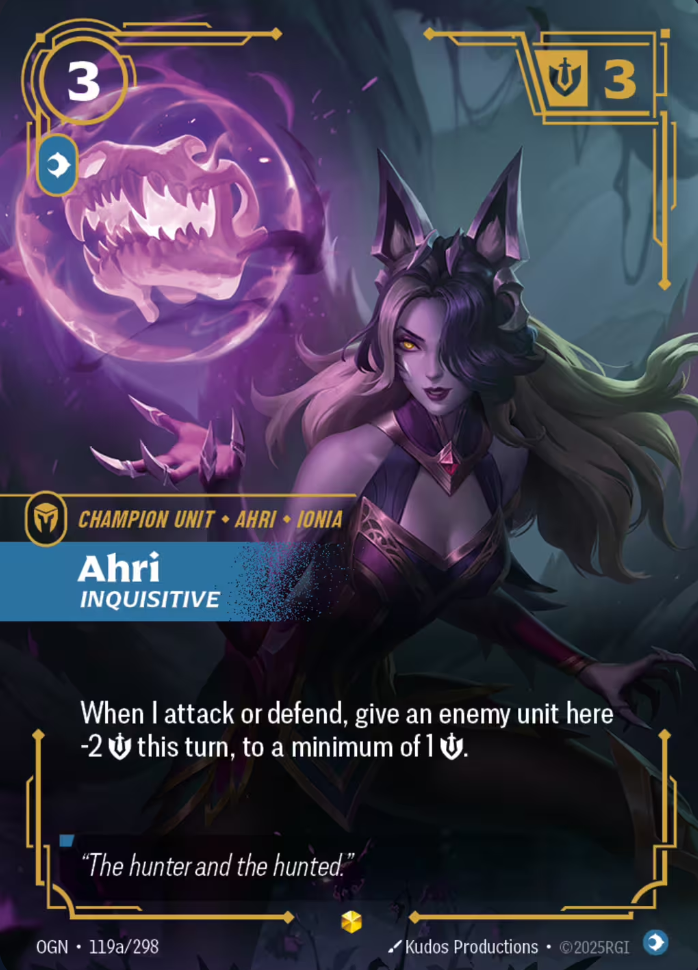 3
3
CHAMPION UNIT • AHRI • IONIA
Ahri
INQUISITIVE
When I attack or defend, give an enemy unit here
-2 this turn, to a minimum of 1 .
“The hunter and the hunted.”
OGN • 119a/298
Kudos Productions • ©2025RGI